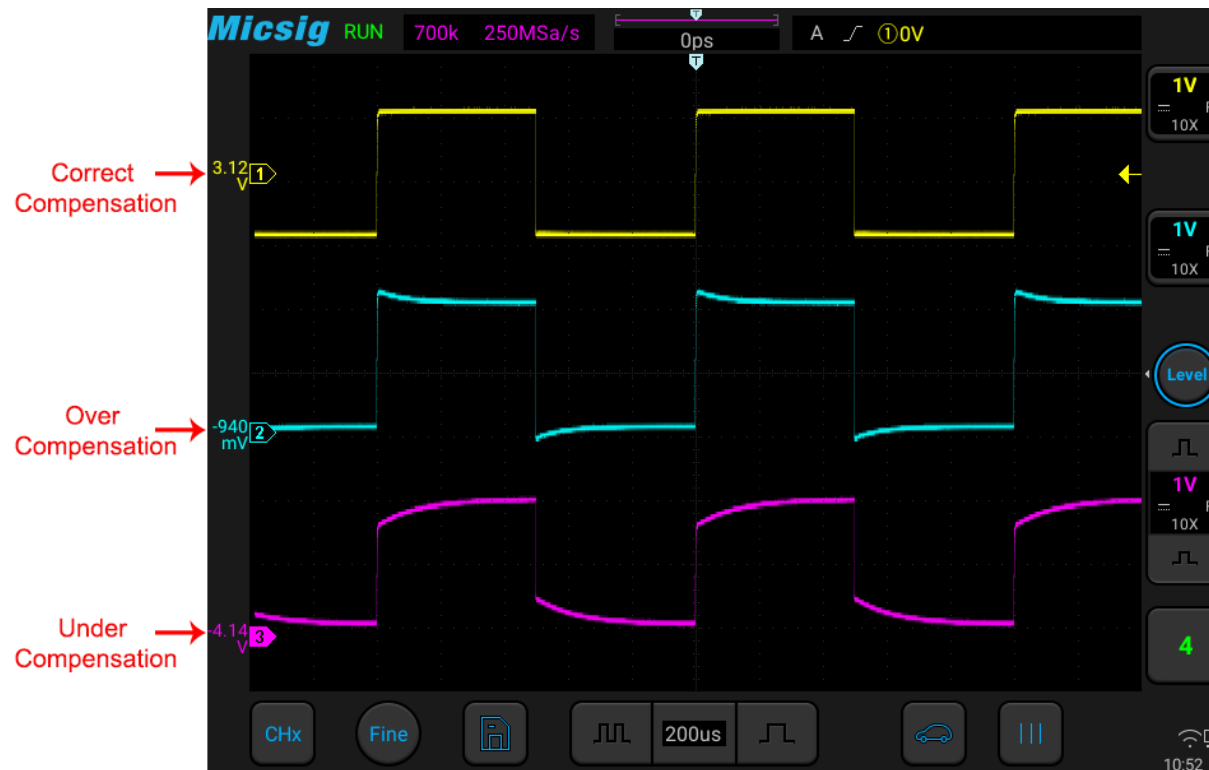 Micsig RUN 700k 250MSa/s 0ps A ①0V
T
T
1V
10X
Correct
Compensation
3.12
V
1
1V
10X
Level
Over
Compensation
-940
mV
2
1V
10X
Under
Compensation
-4.14
V
3
4
CHx Fine 200us
10:52